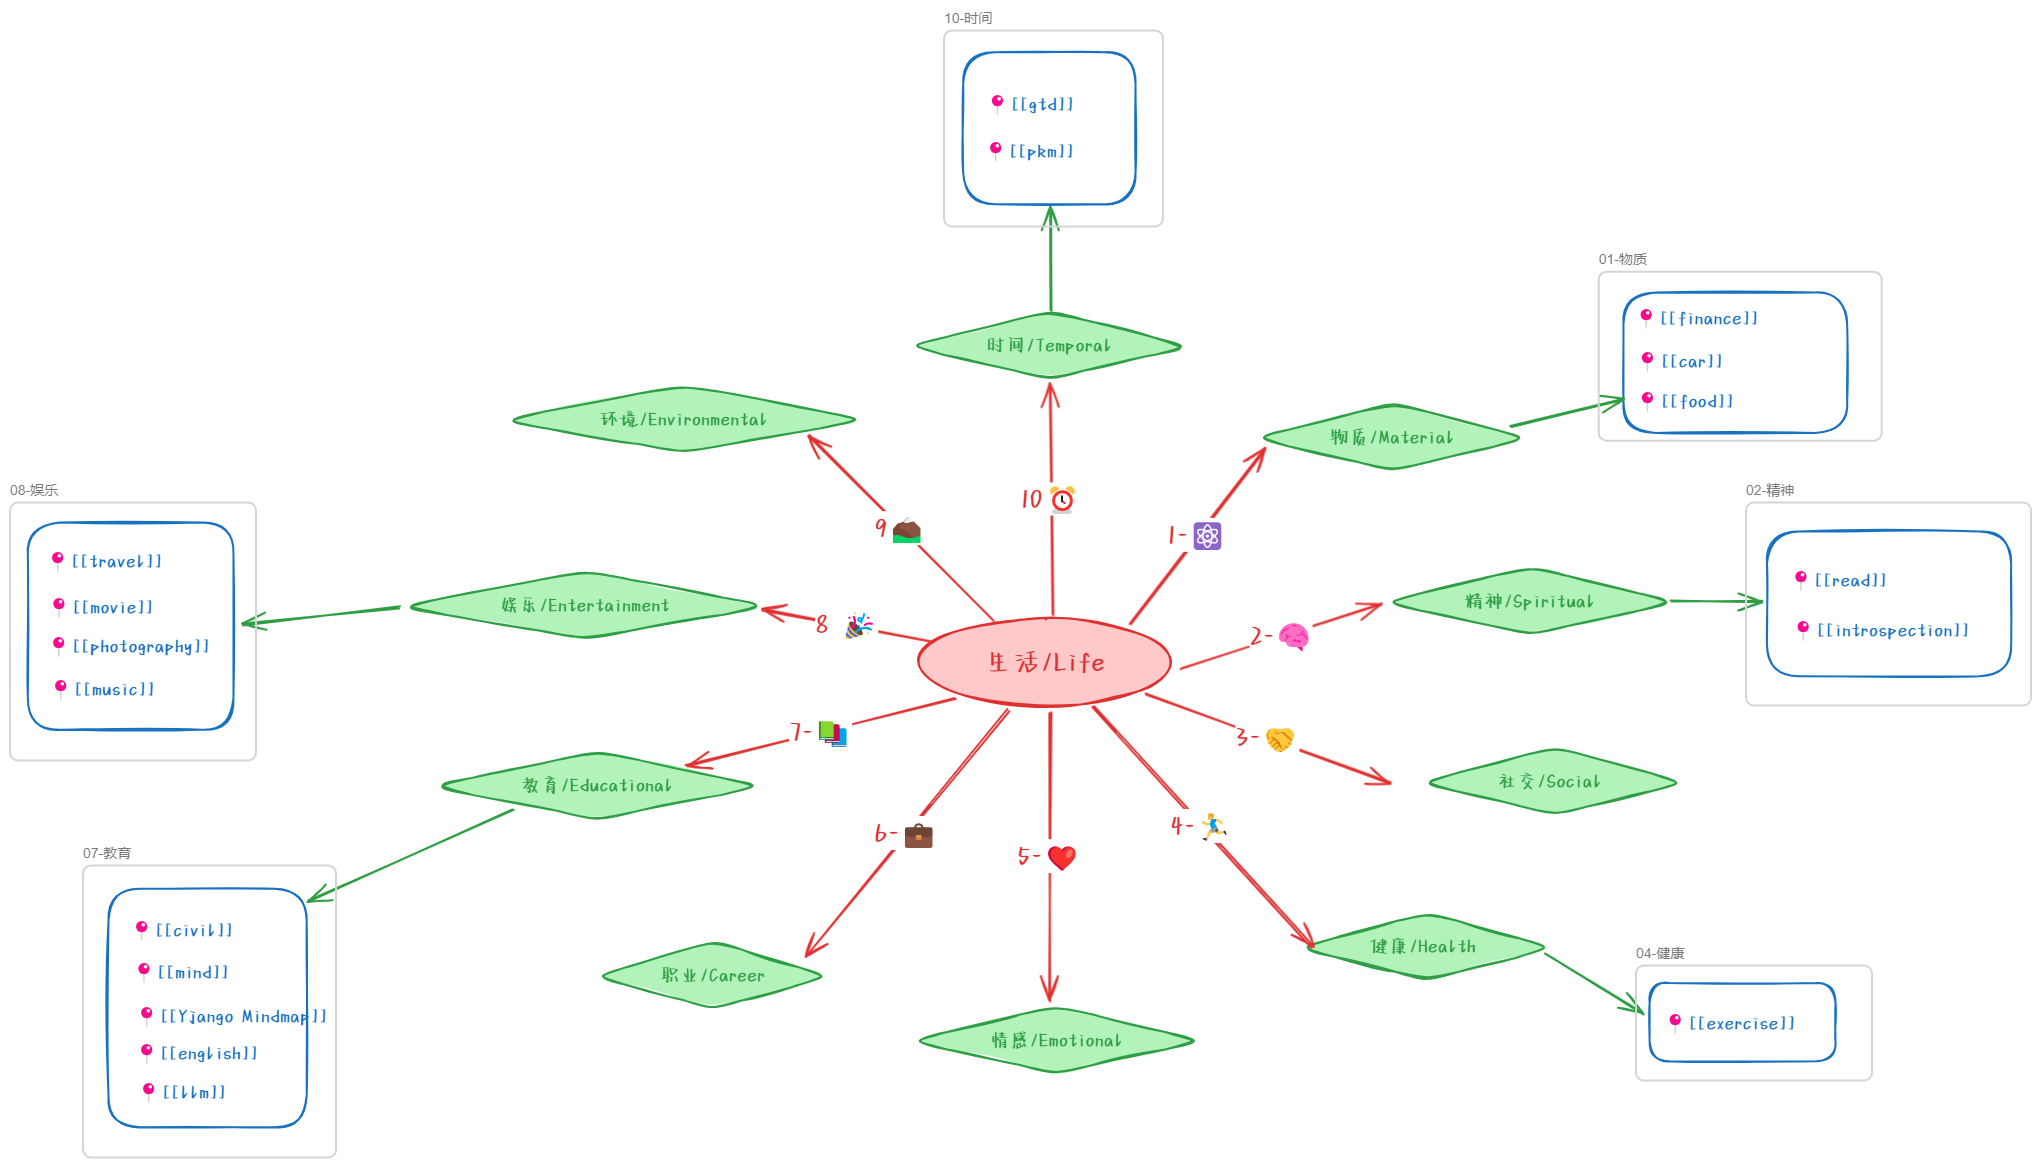 10-时间
[[gtd]]
[[pkm]]
01-物质
[[finance]]
[[car]]
[[food]]
时间/Temporal
环境/Environmental
物质/Material
02-精神
[[read]]
[[introspection]]
08-娱乐
[[travel]]
[[movie]]
[[photography]]
[[music]]
10
9
1-
娱乐/Entertainment
精神/Spiritual
8
2-
生活/Life
7-
3-
教育/Educational
社交/Social
6-
5-
4-
07-教育
[[civil]]
[[mind]]
[[Yjango Mindmap]]
[[english]]
[[llm]]
职业/Career
情感/Emotional
健康/Health
04-健康
[[exercise]]